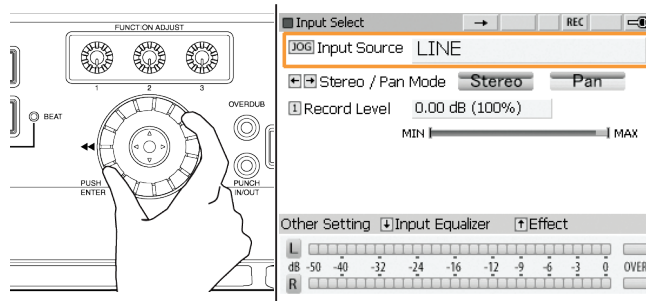 FUNCTION ADJUST
1 2 3
BEAT
OVERDUB
PUSH
ENTER
PUNCH
IN/OUT
Input Select → REC
JOG Input Source LINE
←→ Stereo / Pan Mode Stereo Pan
1 Record Level 0.00 dB (100%)
MIN MAX
Other Setting ↓ Input Equalizer ↑ Effect
L
dB -50 -40 -32 -24 -16 -12 -9 -6 -3 0 OVER
R